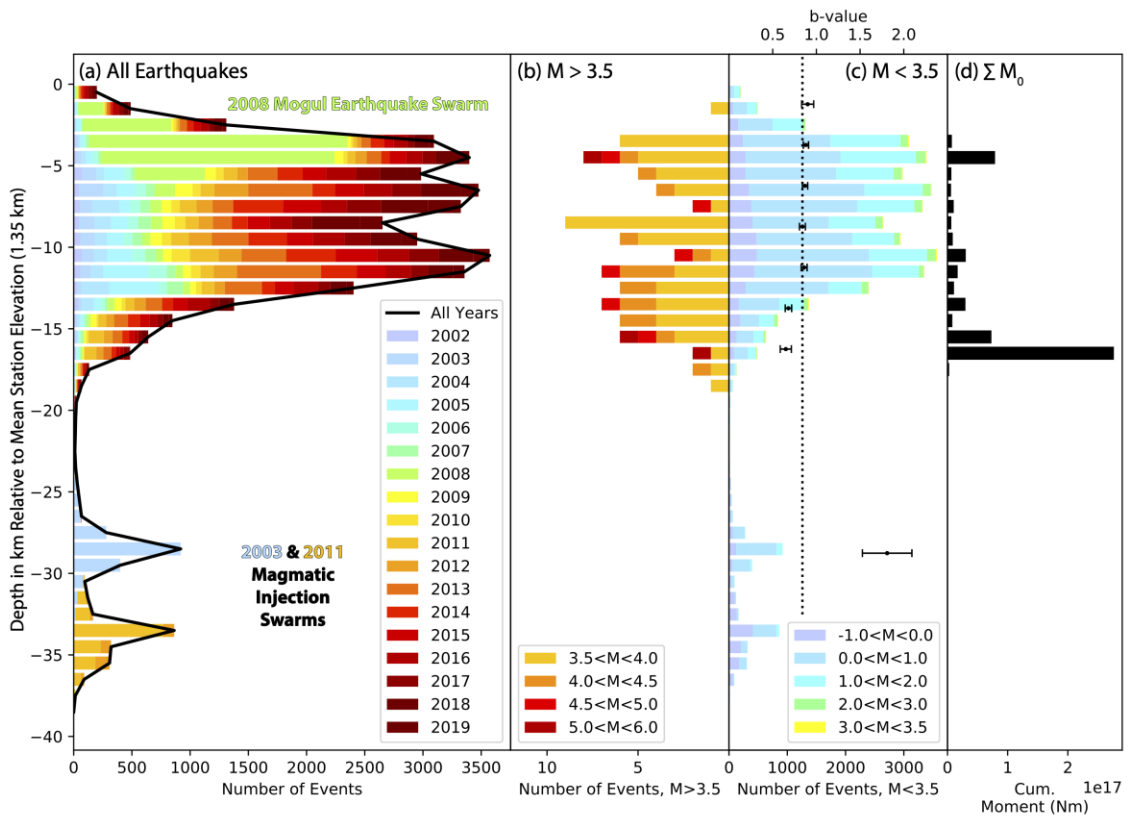 b-value
0.5 1.0 1.5 2.0
(a) All Earthquakes
(b) M > 3.5
(c) M < 3.5
(d) ∑ M₀
2008 Mogul Earthquake Swarm
Depth in km Relative to Mean Station Elevation (1.35 km)
0
−5
−10
−15
−20
−25
−30
−35
−40
All Years
2002
2003
2004
2005
2006
2007
2008
2009
2010
2011
2012
2013
2014
2015
2016
2017
2018
2019
2003 & 2011
Magmatic
Injection
Swarms
3.5<M<4.0
4.0<M<4.5
4.5<M<5.0
5.0<M<6.0
-1.0<M<0.0
0.0<M<1.0
1.0<M<2.0
2.0<M<3.0
3.0<M<3.5
0 500 1000 1500 2000 2500 3000 3500
Number of Events
10 5
Number of Events, M>3.5
0 1000 2000 3000
Number of Events, M<3.5
0 1 2
1e17
Cum.
Moment (Nm)